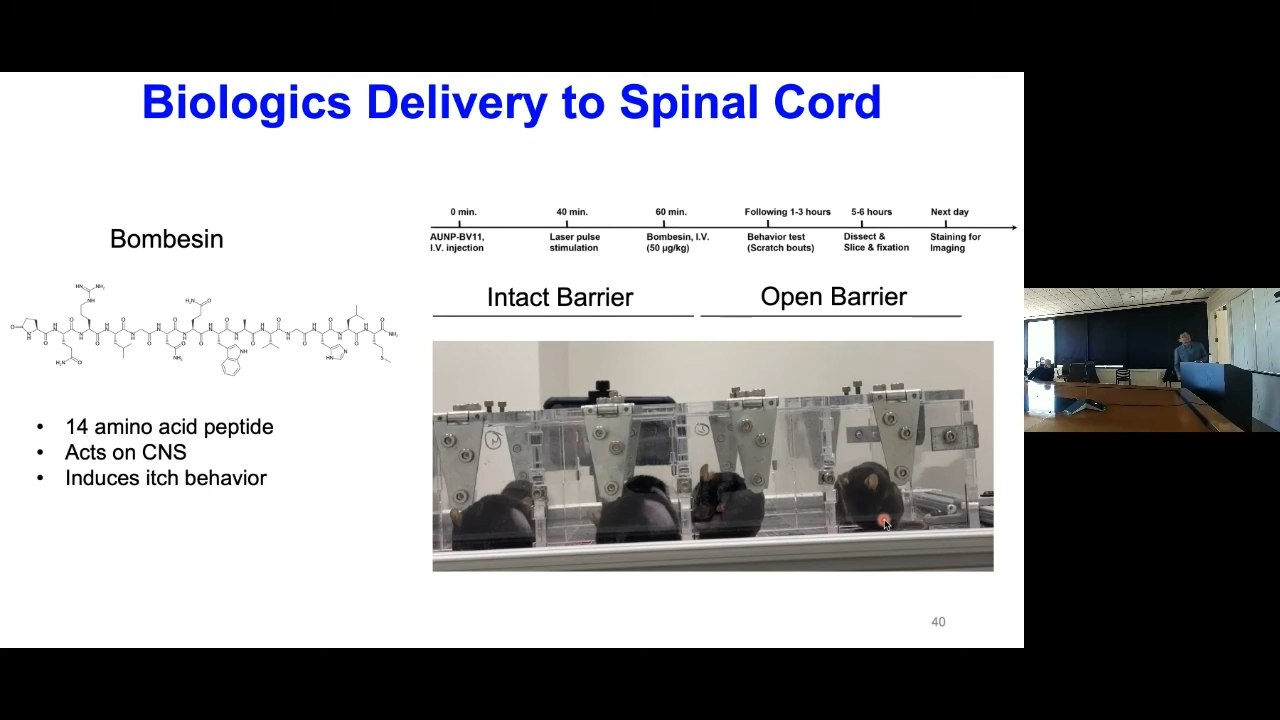 Biologics Delivery to Spinal Cord
Bombesin
• 14 amino acid peptide
• Acts on CNS
• Induces itch behavior
0 min.
AUNP-BV11,
I.V. injection
40 min.
Laser pulse
stimulation
60 min.
Bombesin, I.V.
(50 µg/kg)
Following 1-3 hours
Behavior test
(Scratch bouts)
5-6 hours
Dissect &
Slice & fixation
Next day
Staining for
Imaging
Intact Barrier
Open Barrier
40